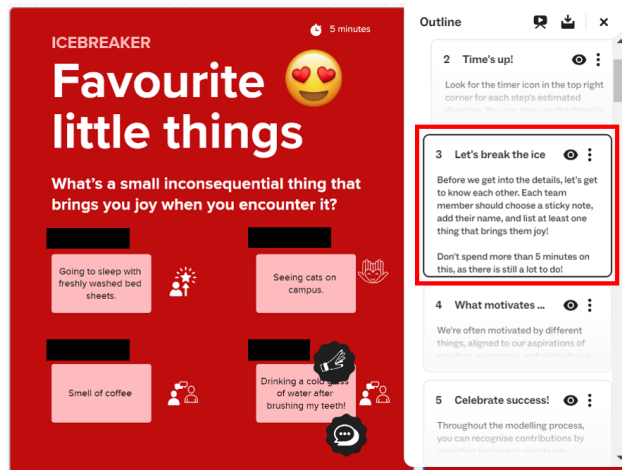 5 minutes
ICEBREAKER
Favourite
little things
What's a small inconsequential thing that
brings you joy when you encounter it?
Going to sleep with
freshly washed bed
sheets.
Seeing cats on
campus.
Smell of coffee
Drinking a cold glass
of water after
brushing my teeth!
Outline
2 Time's up!
Look for the timer icon in the top right
corner for each step's estimated
3 Let's break the ice
Before we get into the details, let's get
to know each other. Each team
member should choose a sticky note,
add their name, and list at least one
thing that brings them joy!
Don't spend more than 5 minutes on
this, as there is still a lot to do!
4 What motivates ...
We're often motivated by different
things, aligned to our aspirations of
5 Celebrate success!
Throughout the modelling process,
you can recognise contributions by